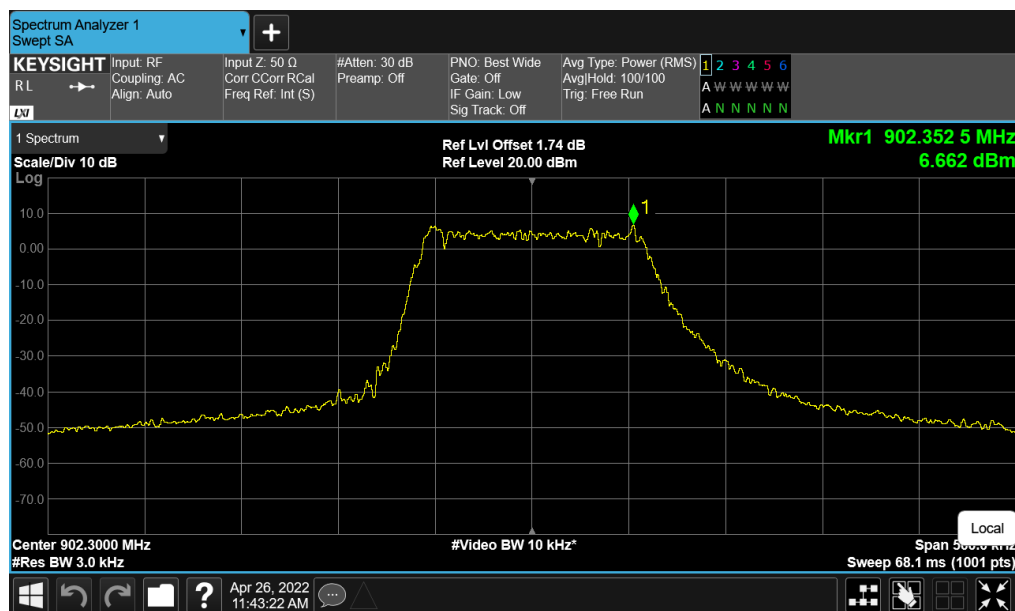 Spectrum Analyzer 1
Swept SA
KEYSIGHT
R L
LXI
Input: RF
Coupling: AC
Align: Auto
Input Z: 50 Ω
Corr CCorr RCal
Freq Ref: Int (S)
#Atten: 30 dB
Preamp: Off
PNO: Best Wide
Gate: Off
IF Gain: Low
Sig Track: Off
Avg Type: Power (RMS)
Avg|Hold: 100/100
Trig: Free Run
1 2 3 4 5 6
A W W W W W
A N N N N N
1 Spectrum
Scale/Div 10 dB
Log
Ref Lvl Offset 1.74 dB
Ref Level 20.00 dBm
Mkr1 902.352 5 MHz
6.662 dBm
1
10.0
0.00
-10.0
-20.0
-30.0
-40.0
-50.0
-60.0
-70.0
Local
Center 902.3000 MHz
#Res BW 3.0 kHz
#Video BW 10 kHz*
Span
Sweep 68.1 ms (1001 pts)
?
Apr 26, 2022
11:43:22 AM